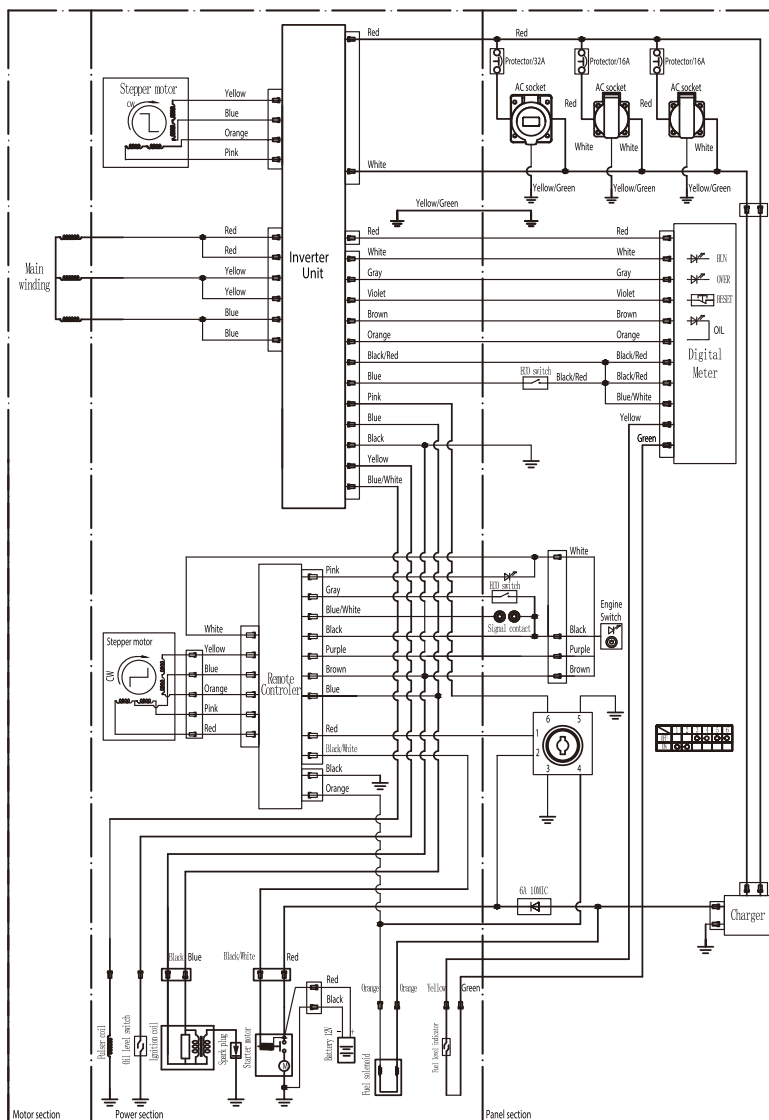 Red
Red
Protector/32A
Protector/16A
Protector/16A
Stepper motor
CW
Yellow
Blue
Orange
Pink
AC socket
AC socket
AC socket
Red
Red
White
White
White
White
Yellow/Green
Yellow/Green
Yellow/Green
Yellow/Green
Main winding
Red
Red
Yellow
Yellow
Blue
Blue
Inverter Unit
Red
Red
White
White
Gray
Gray
Violet
Violet
Brown
Brown
Orange
Orange
Black/Red
Black/Red
Blue
ECO switch
Black/Red
Black/Red
Pink
Blue/White
Blue
Yellow
Black
Green
Yellow
Blue/White
RUN
OVER
RESET
OIL
Digital Meter
White
Pink
Gray
ECO switch
Blue/White
Signal contact
Black
Black
Purple
Purple
Brown
Brown
Blue
Engine Switch
Red
Black/White
Black
Orange
Remote Controler
Stepper motor
CW
White
Yellow
Blue
Orange
Pink
Red
6
5
1
2
3
4
6A 10MIC
Charger
Black
Blue
Black/White
Red
Red
Black
Orange
Orange
Yellow
Green
Pulser coil
Oil level switch
Ignition coil
Spark plug
Starter motor
M
Battery 12V
-
+
Fuel solenoid
Fuel level indicator
Motor section
Power section
Panel section